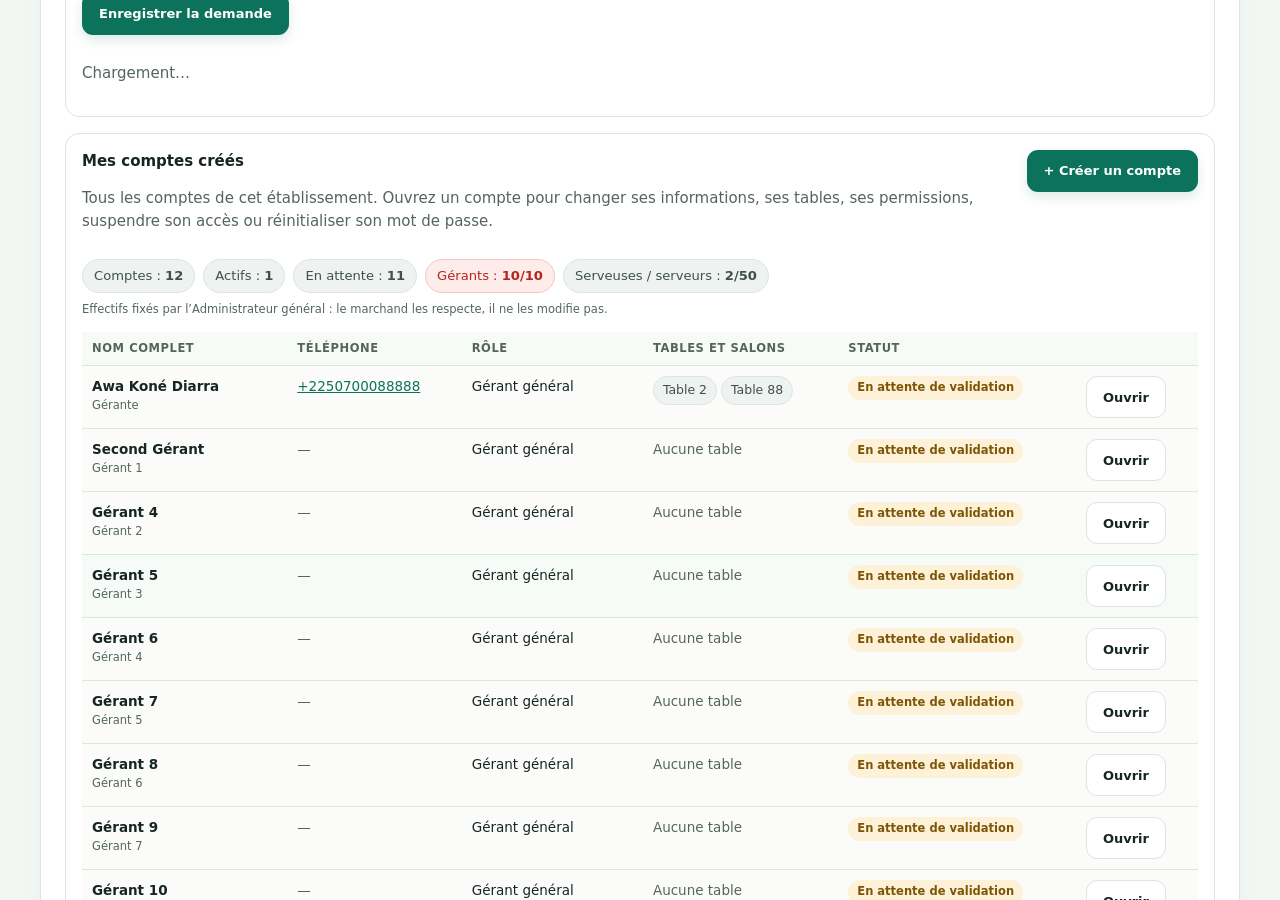 Enregistrer la demande
Chargement…
Mes comptes créés
+ Créer un compte
Tous les comptes de cet établissement. Ouvrez un compte pour changer ses informations, ses tables, ses permissions,
suspendre son accès ou réinitialiser son mot de passe.
Comptes : 12 Actifs : 1 En attente : 11 Gérants : 10/10 Serveuses / serveurs : 2/50
Effectifs fixés par l’Administrateur général : le marchand les respecte, il ne les modifie pas.
NOM COMPLET TÉLÉPHONE RÔLE TABLES ET SALONS STATUT
Awa Koné Diarra +2250700088888 Gérant général Table 2 Table 88 En attente de validation Ouvrir
Gérante
Second Gérant — Gérant général Aucune table En attente de validation Ouvrir
Gérant 1
Gérant 4 — Gérant général Aucune table En attente de validation Ouvrir
Gérant 2
Gérant 5 — Gérant général Aucune table En attente de validation Ouvrir
Gérant 3
Gérant 6 — Gérant général Aucune table En attente de validation Ouvrir
Gérant 4
Gérant 7 — Gérant général Aucune table En attente de validation Ouvrir
Gérant 5
Gérant 8 — Gérant général Aucune table En attente de validation Ouvrir
Gérant 6
Gérant 9 — Gérant général Aucune table En attente de validation Ouvrir
Gérant 7
Gérant 10 — Gérant général Aucune table En attente de validation Ouvrir